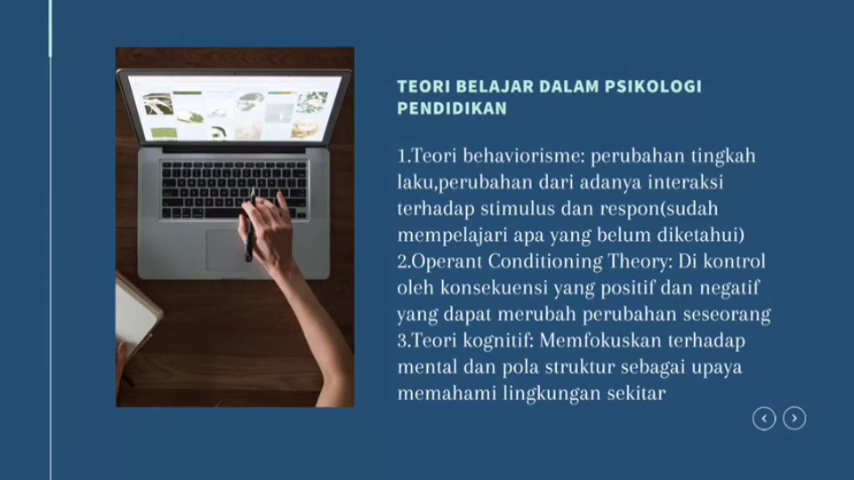 TEORI BELAJAR DALAM PSIKOLOGI
PENDIDIKAN
1.Teori behaviorisme: perubahan tingkah
laku,perubahan dari adanya interaksi
terhadap stimulus dan respon(sudah
mempelajari apa yang belum diketahui)
2.Operant Conditioning Theory: Di kontrol
oleh konsekuensi yang positif dan negatif
yang dapat merubah perubahan seseorang
3.Teori kognitif: Memfokuskan terhadap
mental dan pola struktur sebagai upaya
memahami lingkungan sekitar